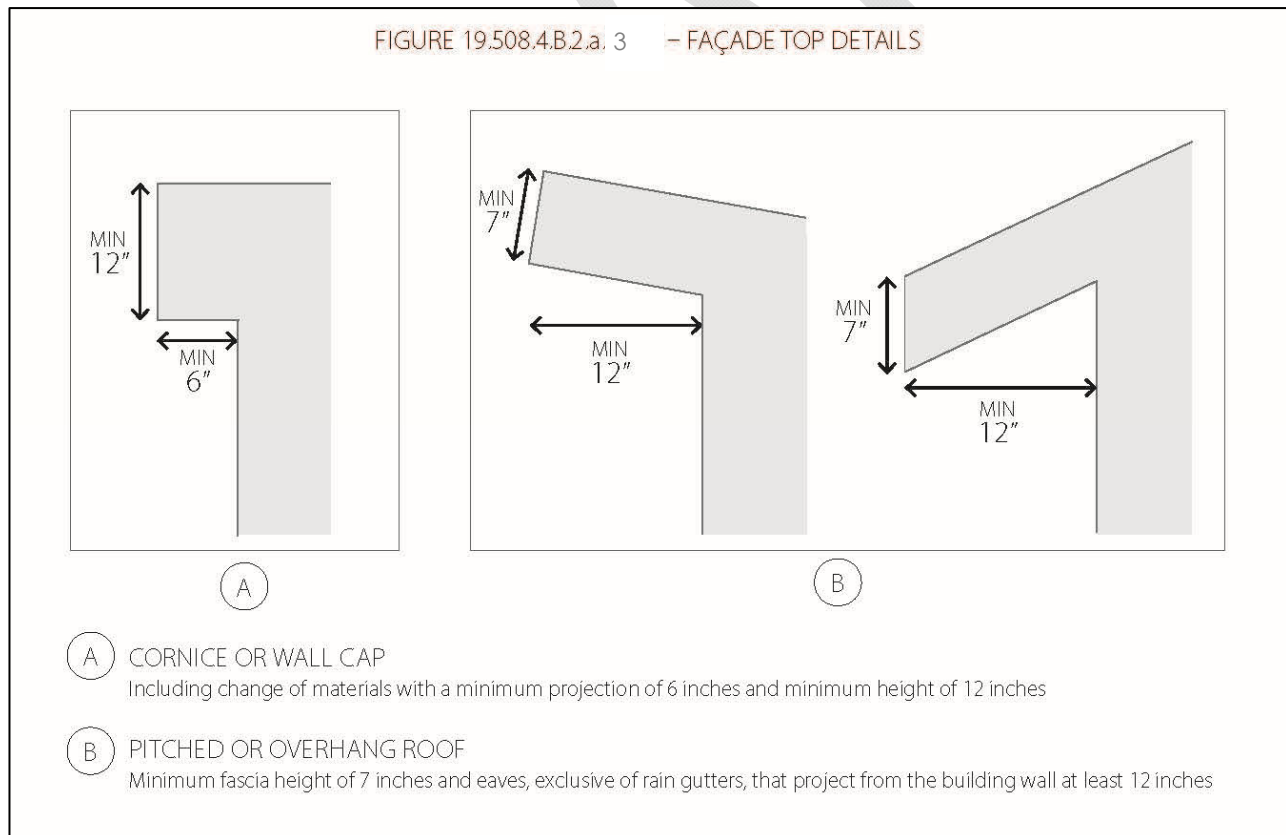 FIGURE 19.508.4.B.2.a.3 – FAÇADE TOP DETAILS
MIN
12"
MIN
6"
MIN
7"
MIN
12"
MIN
7"
MIN
12"
A
B
A CORNICE OR WALL CAP
Including change of materials with a minimum projection of 6 inches and minimum height of 12 inches
B PITCHED OR OVERHANG ROOF
Minimum fascia height of 7 inches and eaves, exclusive of rain gutters, that project from the building wall at least 12 inches